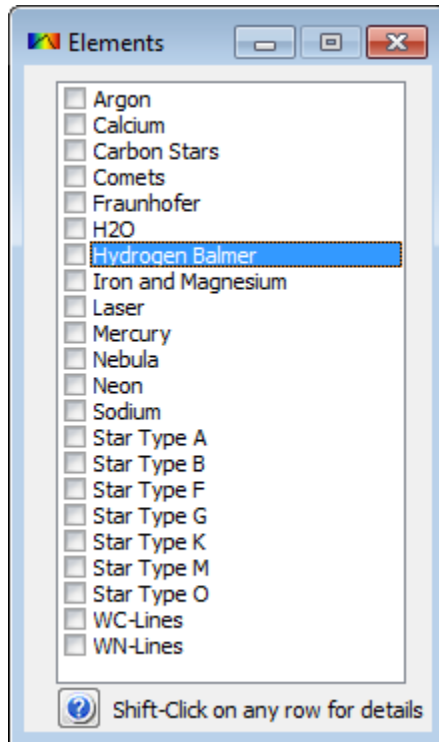 Elements
Argon
Calcium
Carbon Stars
Comets
Fraunhofer
H2O
Hydrogen Balmer
Iron and Magnesium
Laser
Mercury
Nebula
Neon
Sodium
Star Type A
Star Type B
Star Type F
Star Type G
Star Type K
Star Type M
Star Type O
WC-Lines
WN-Lines
Shift-Click on any row for details